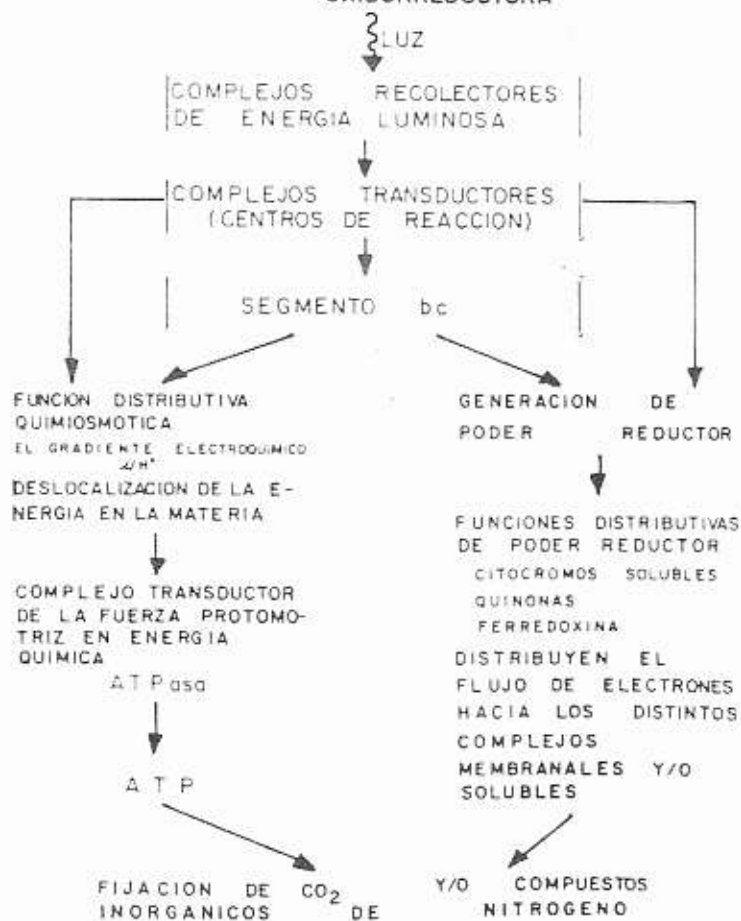 LUZ
COMPLEJOS RECOLECTORES
DE ENERGIA LUMINOSA
COMPLEJOS TRANSDUCTORES
(CENTROS DE REACCION)
SEGMENTO bc
FUNCION DISTRIBUTIVA
QUIMIOSMOTICA
EL GRADIENTE ELECTROQUIMICO
DESLOCALIZACION DE LA E-
NERGIA EN LA MATERIA
COMPLEJO TRANSDUCTOR
DE LA FUERZA PROTOMO-
TRIZ EN ENERGIA
QUIMICA
ATPasa
ATP
GENERACION DE
PODER REDUCTOR
FUNCIONES DISTRIBUTIVAS
DE PODER REDUCTOR
CITOCROMOS SOLUBLES
QUINONAS
FERREDOXINA
DISTRIBUYEN EL
FLUJO DE ELECTRONES
HACIA LOS DISTINTOS
COMPLEJOS
MEMBRANALES Y/O
SOLUBLES
FIJACION DE CO2 Y/O COMPUESTOS
INORGANICOS DE NITROGENO